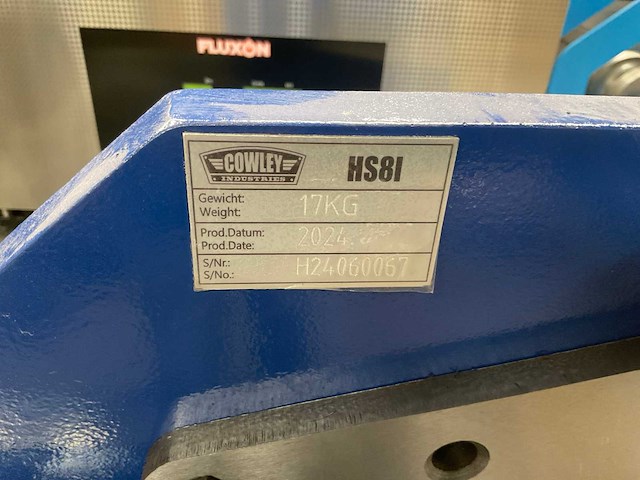 FLUXON
COWLEY
INDUSTRIES
HS8I
Gewicht:
Weight:
17KG
Prod.Datum:
Prod.Date:
2024.
S/Nr.:
S/No.:
H24060067